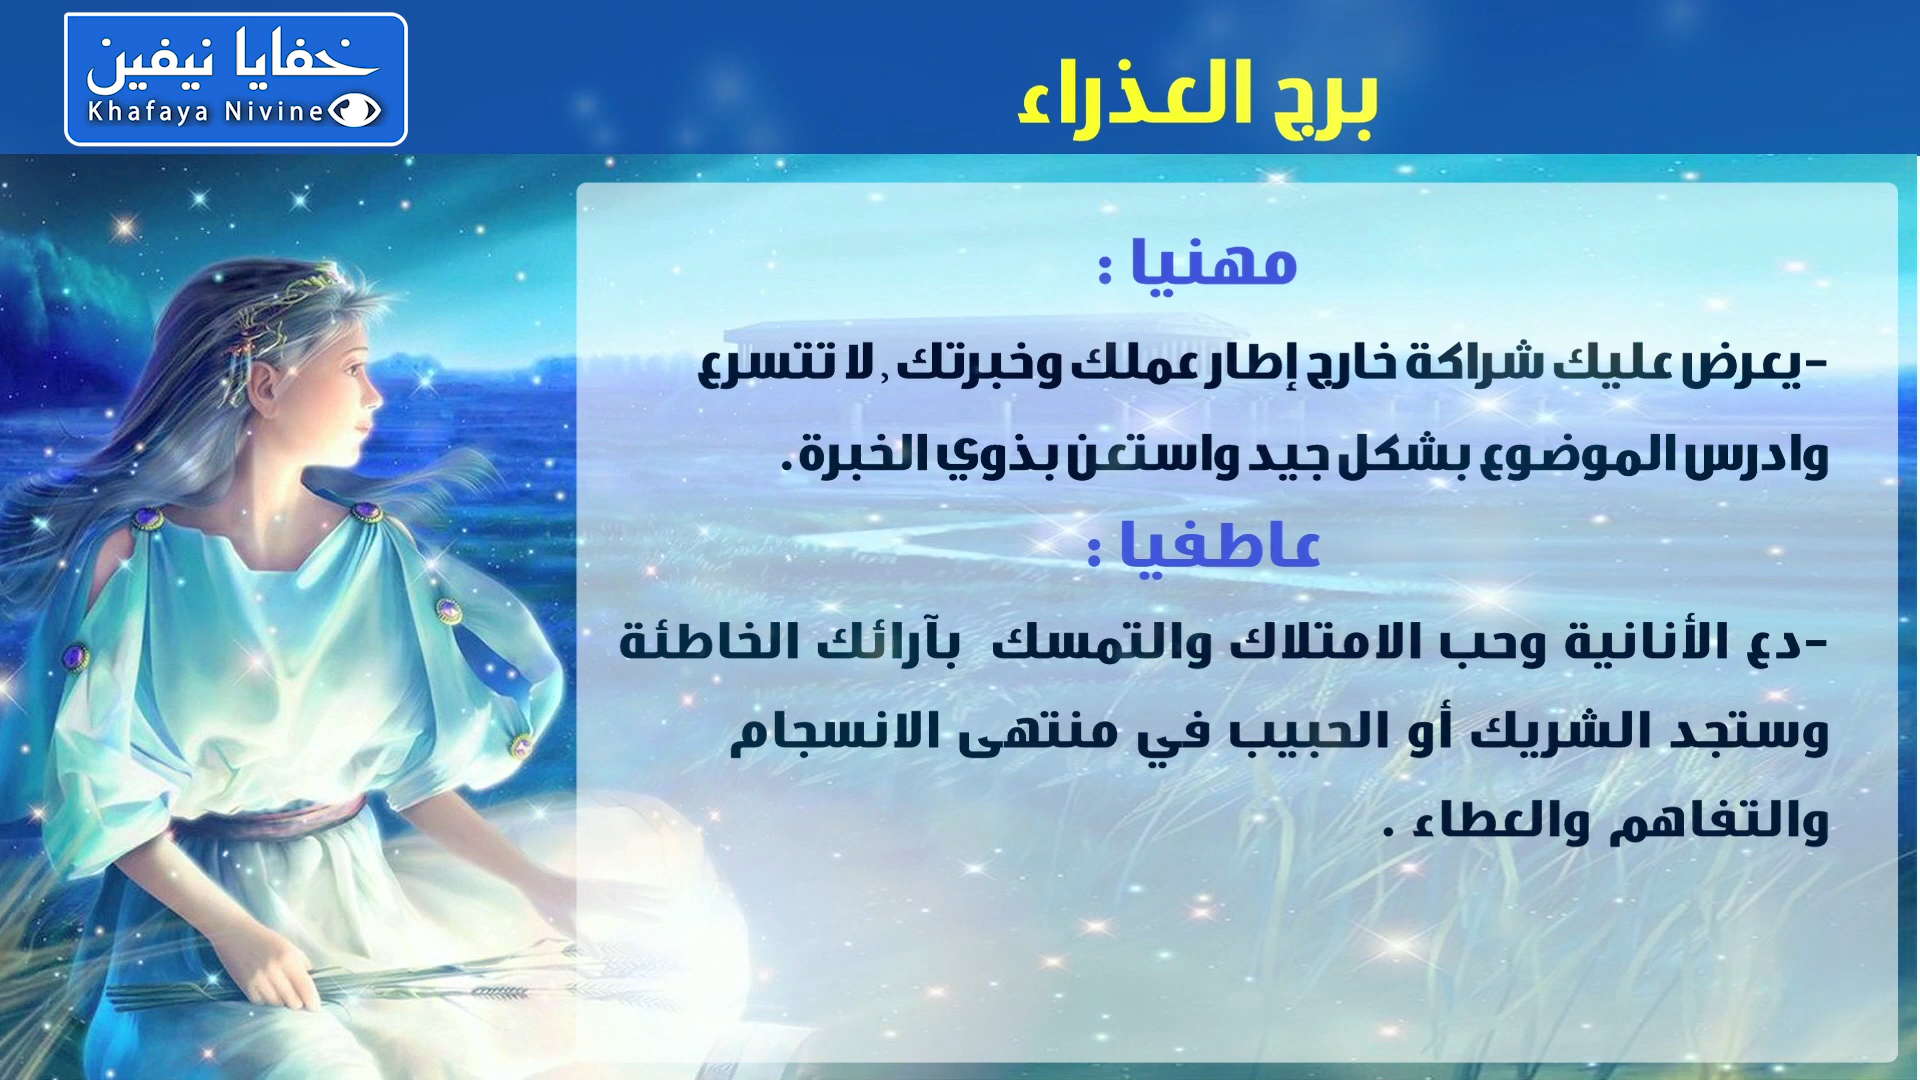 خفايا نيفين
Khafaya Nivine
برج العذراء
مهنيا :
-يعرض عليك شراكة خارج إطار عملك وخبرتك , لا تتسرع
وادرس الموضوع بشكل جيد واستعن بذوي الخبرة .
عاطفيا :
-دع الأنانية وحب الامتلاك والتمسك بآرائك الخاطئة
وستجد الشريك أو الحبيب في منتهى الانسجام
والتفاهم والعطاء .